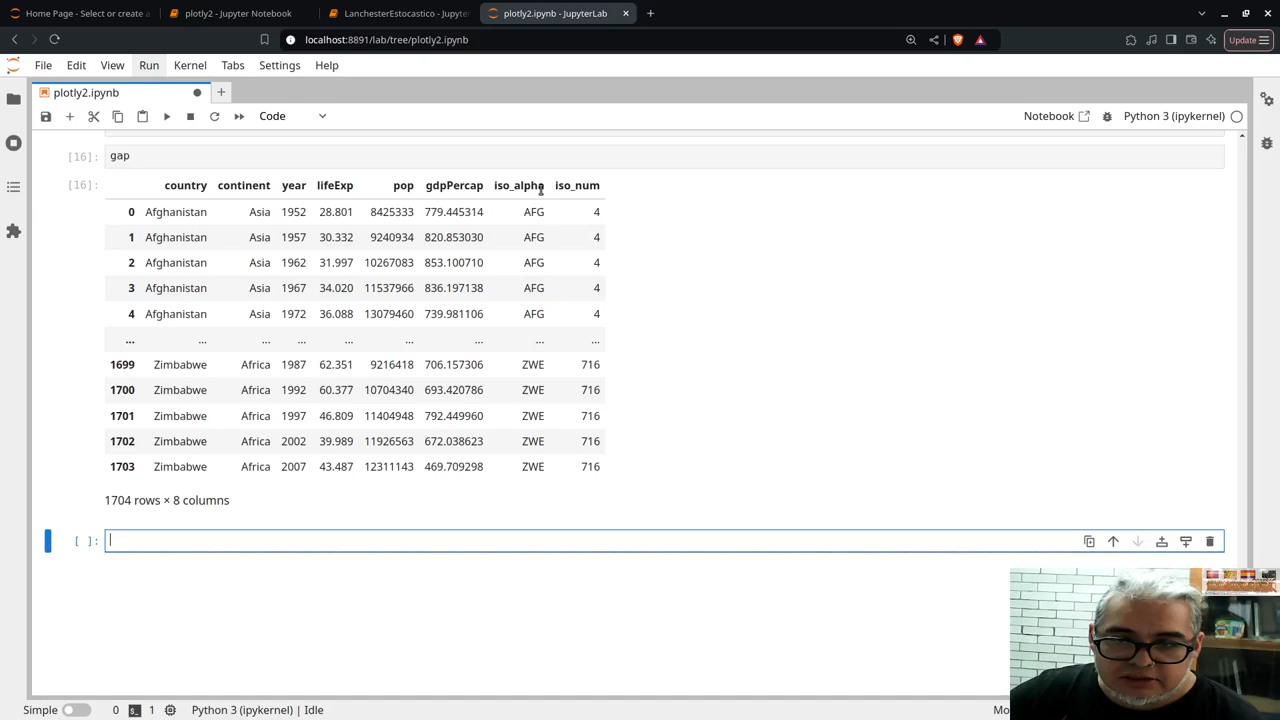 Home Page - Select or create a
plotly2 - Jupyter Notebook
LanchesterEstocastico - Jupyter
plotly2.ipynb - JupyterLab
localhost:8891/lab/tree/plotly2.ipynb
Update
File Edit View Run Kernel Tabs Settings Help
plotly2.ipynb
Code
Notebook
Python 3 (ipykernel)
[16]: gap
[16]: country continent year lifeExp pop gdpPercap iso_alpha iso_num
0 Afghanistan Asia 1952 28.801 8425333 779.445314 AFG 4
1 Afghanistan Asia 1957 30.332 9240934 820.853030 AFG 4
2 Afghanistan Asia 1962 31.997 10267083 853.100710 AFG 4
3 Afghanistan Asia 1967 34.020 11537966 836.197138 AFG 4
4 Afghanistan Asia 1972 36.088 13079460 739.981106 AFG 4
... ... ... ... ... ... ... ... ...
1699 Zimbabwe Africa 1987 62.351 9216418 706.157306 ZWE 716
1700 Zimbabwe Africa 1992 60.377 10704340 693.420786 ZWE 716
1701 Zimbabwe Africa 1997 46.809 11404948 792.449960 ZWE 716
1702 Zimbabwe Africa 2002 39.989 11926563 672.038623 ZWE 716
1703 Zimbabwe Africa 2007 43.487 12311143 469.709298 ZWE 716
1704 rows × 8 columns
[ ]:
Simple 0 1 Python 3 (ipykernel) | Idle
Mo